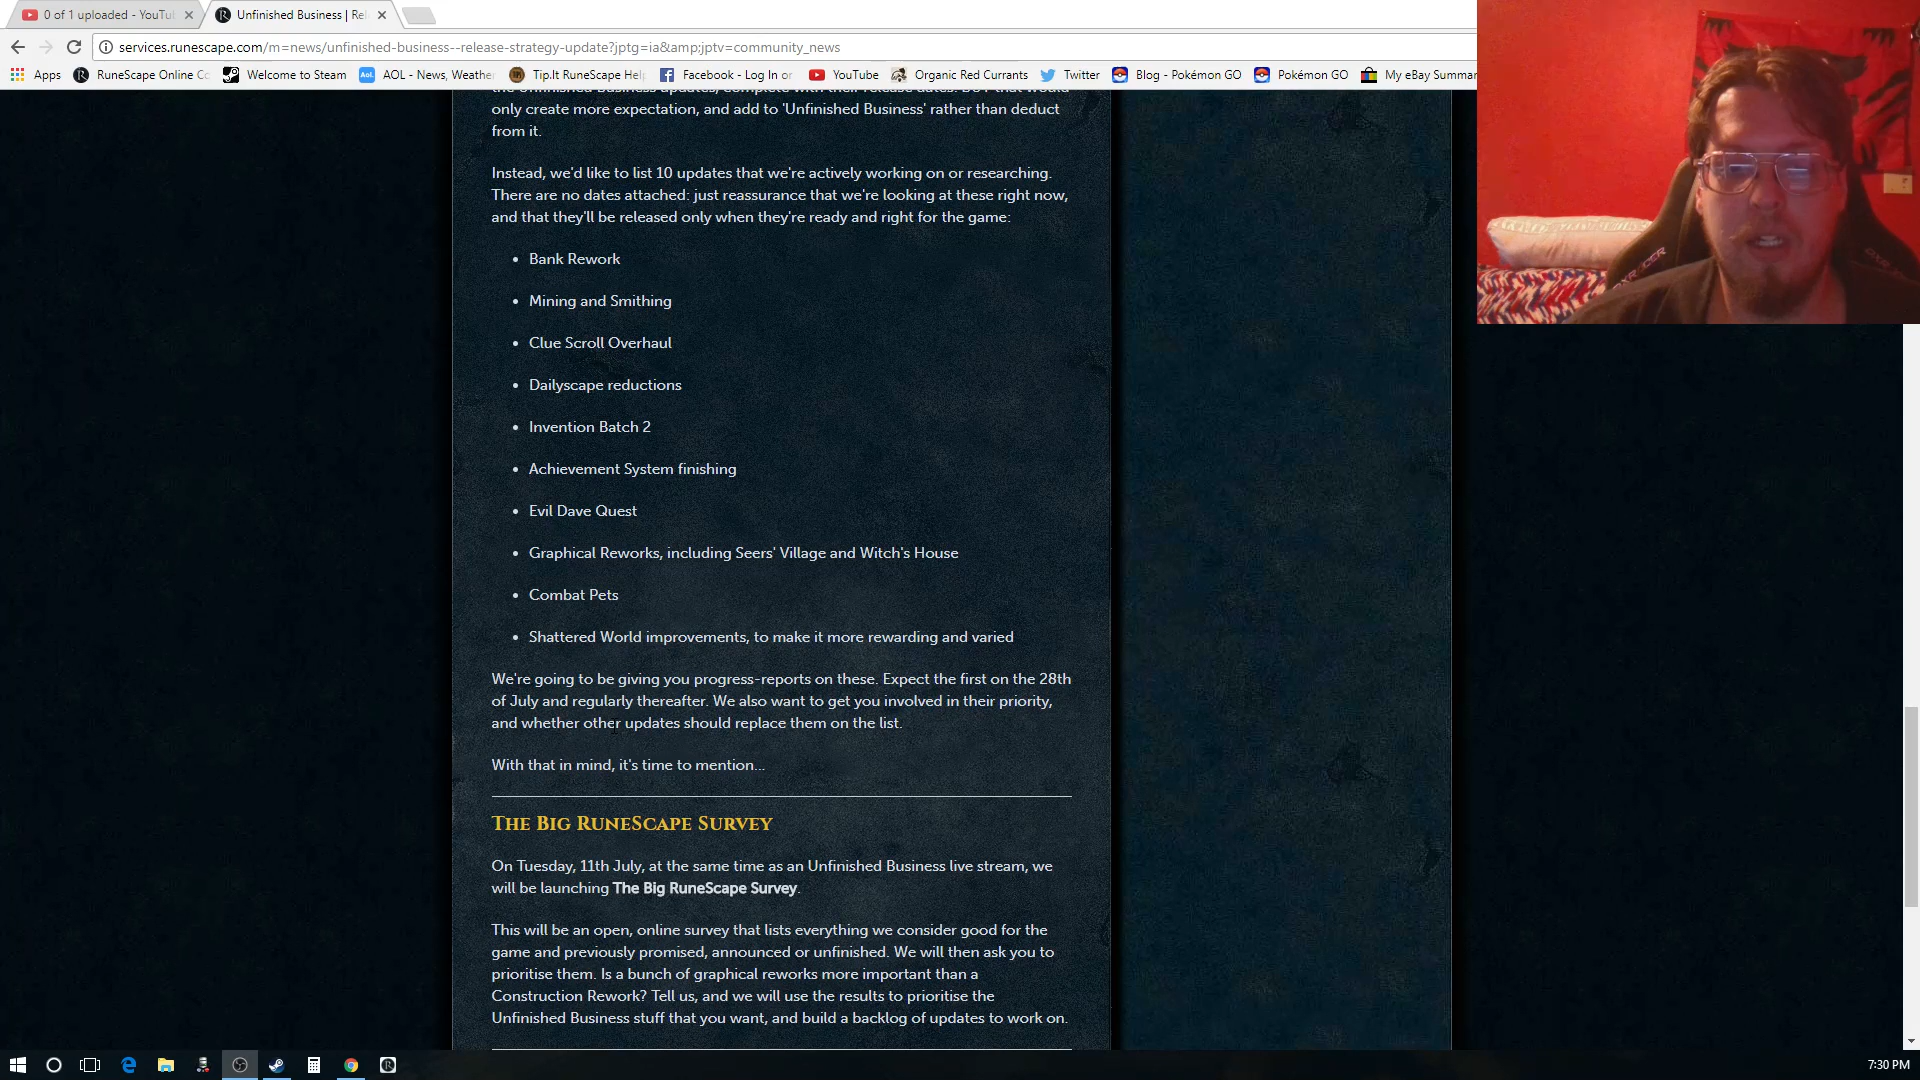 0 of 1 uploaded - YouTu
Unfinished Business | Rel
services.runescape.com/m=news/unfinished-business--release-strategy-update?jptg=ia&amp;jptv=community_news
Apps RuneScape Online Co Welcome to Steam AOL - News, Weathe Tip.It RuneScape Hel Facebook - Log In or YouTube Organic Red Currants Twitter Blog - Pokémon GO Pokémon GO My eBay Summar
the Unfinished Business updates, complete with their release dates. BUT that would
only create more expectation, and add to 'Unfinished Business' rather than deduct
from it.
Instead, we'd like to list 10 updates that we're actively working on or researching.
There are no dates attached: just reassurance that we're looking at these right now,
and that they'll be released only when they're ready and right for the game:
• Bank Rework
• Mining and Smithing
• Clue Scroll Overhaul
• Dailyscape reductions
• Invention Batch 2
• Achievement System finishing
• Evil Dave Quest
• Graphical Reworks, including Seers' Village and Witch's House
• Combat Pets
• Shattered World improvements, to make it more rewarding and varied
We're going to be giving you progress-reports on these. Expect the first on the 28th
of July and regularly thereafter. We also want to get you involved in their priority,
and whether other updates should replace them on the list.
With that in mind, it's time to mention...
The Big RuneScape Survey
On Tuesday, 11th July, at the same time as an Unfinished Business live stream, we
will be launching The Big RuneScape Survey.
This will be an open, online survey that lists everything we consider good for the
game and previously promised, announced or unfinished. We will then ask you to
prioritise them. Is a bunch of graphical reworks more important than a
Construction Rework? Tell us, and we will use the results to prioritise the
Unfinished Business stuff that you want, and build a backlog of updates to work on.
7:30 PM